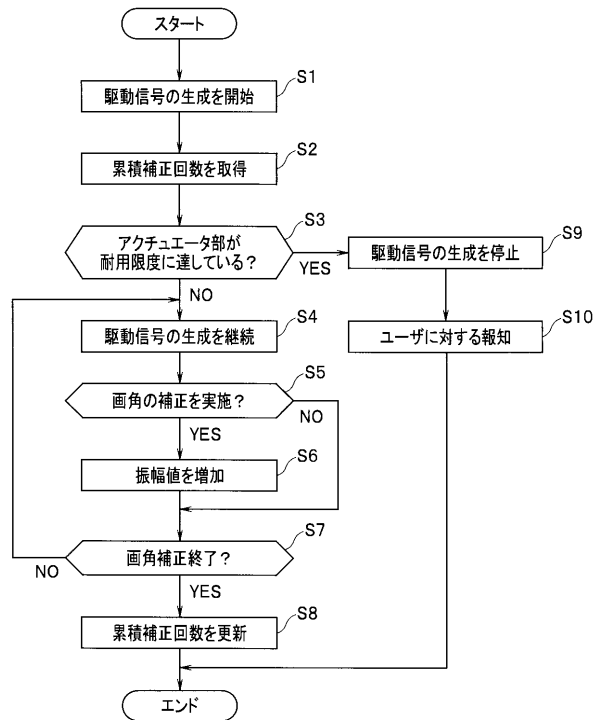 スタート
S1
駆動信号の生成を開始
S2
累積補正回数を取得
S3
アクチュエータ部が
耐用限度に達している？
YES
NO
S9
駆動信号の生成を停止
S10
ユーザに対する報知
S4
駆動信号の生成を継続
S5
画角の補正を実施？
NO
YES
S6
振幅値を増加
S7
画角補正終了？
NO
YES
S8
累積補正回数を更新
エンド